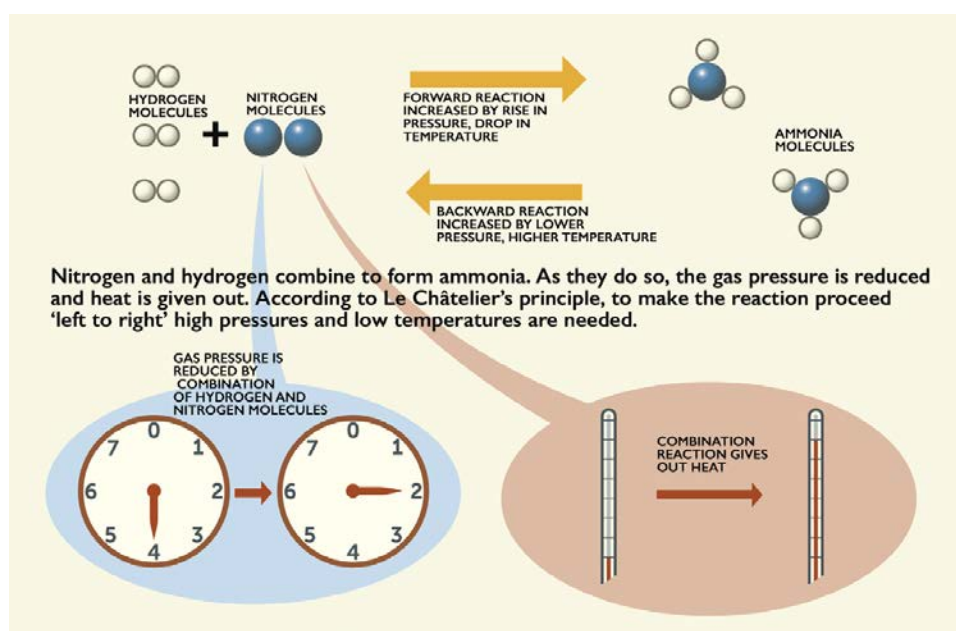 HYDROGEN
MOLECULES
+
NITROGEN
MOLECULES
FORWARD REACTION
INCREASED BY RISE IN
PRESSURE, DROP IN
TEMPERATURE
AMMONIA
MOLECULES
BACKWARD REACTION
INCREASED BY LOWER
PRESSURE, HIGHER TEMPERATURE
Nitrogen and hydrogen combine to form ammonia. As they do so, the gas pressure is reduced
and heat is given out. According to Le Châtelier’s principle, to make the reaction proceed
‘left to right’ high pressures and low temperatures are needed.
GAS PRESSURE IS
REDUCED BY
COMBINATION
OF HYDROGEN AND
NITROGEN MOLECULES
0
7 1
6 2
5 3
4
0
7 1
6 2
5 3
4
COMBINATION
REACTION GIVES
OUT HEAT